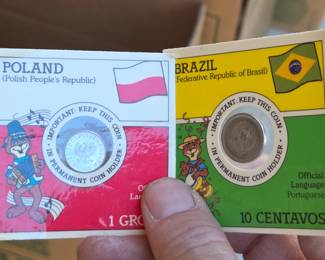 POLAND
(Polish People's Republic)
IMPORTANT: KEEP THIS COIN
IN PERMANENT COIN HOLDER
1
BRAZIL
(Federative Republic of Brasil)
IMPORTANT: KEEP THIS COIN
IN PERMANENT COIN HOLDER
Official
Language
Portuguese
10 CENTAVOS